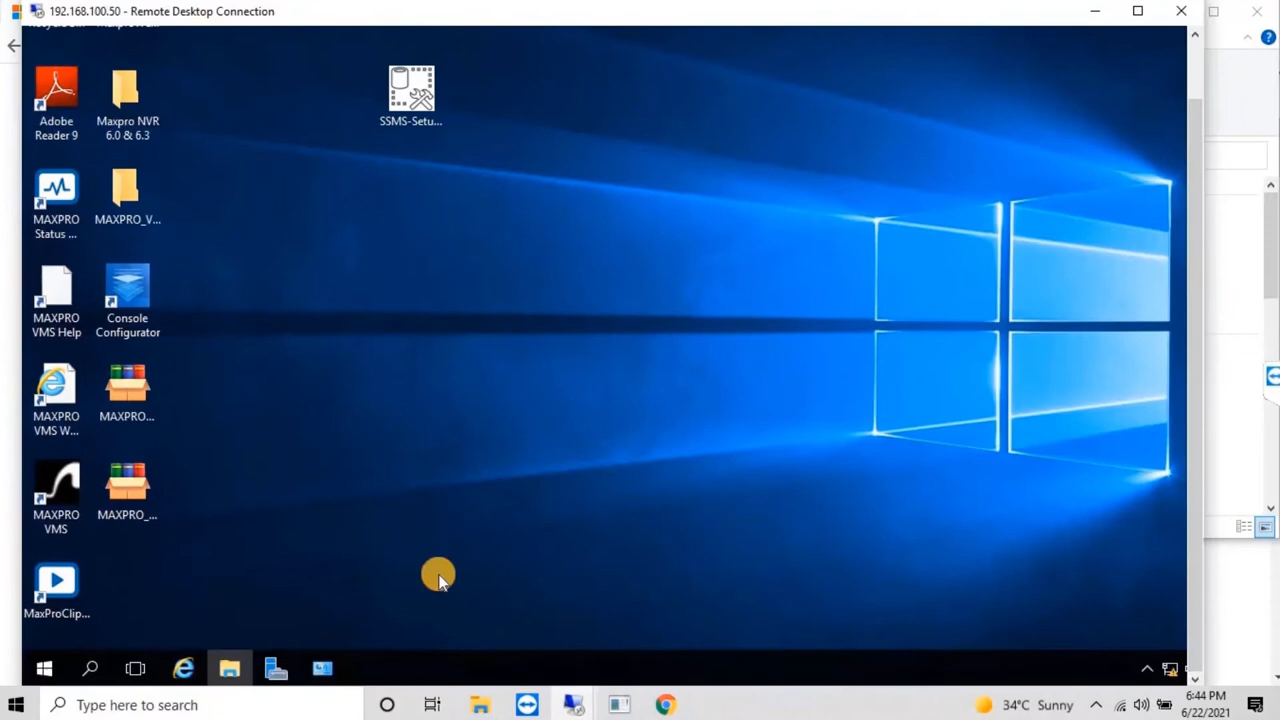 192.168.100.50 - Remote Desktop Connection
Adobe
Reader 9
Maxpro NVR
6.0 & 6.3
SSMS-Setu...
MAXPRO
Status ...
MAXPRO_V...
MAXPRO
VMS Help
Console
Configurator
MAXPRO
VMS W...
MAXPRO...
MAXPRO
VMS
MAXPRO_...
MaxProClip...
Type here to search
34°C Sunny
6:44 PM
6/22/2021